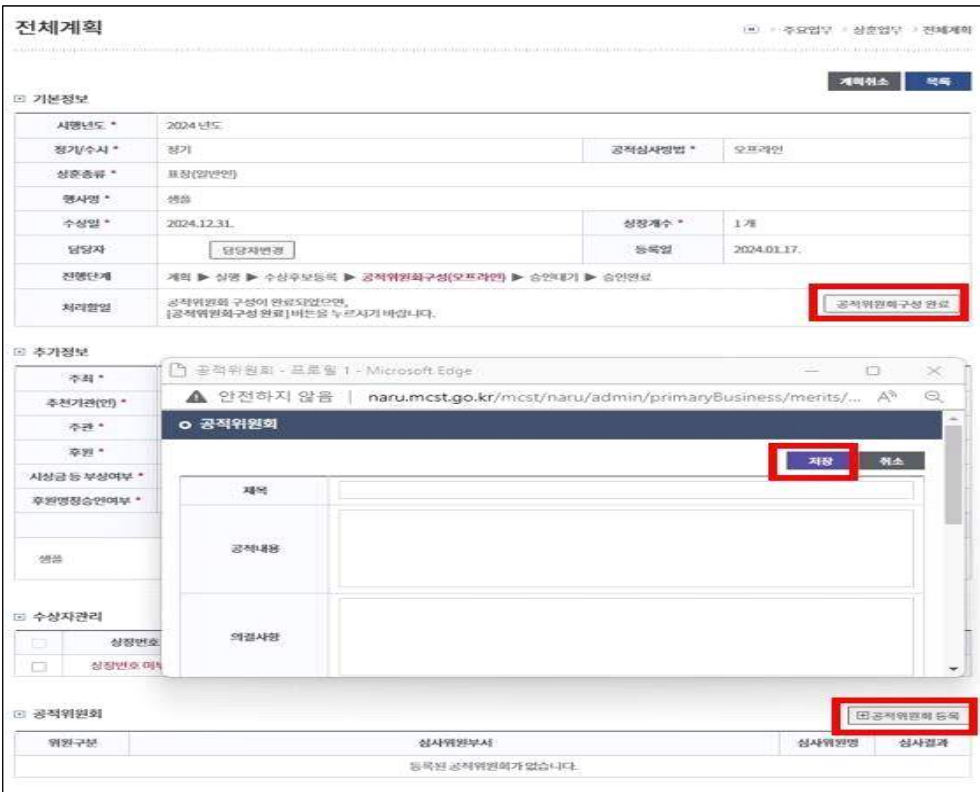 전체계획
> 주요업무 > 상훈업무 > 전체계획
계획취소 목록
기본정보
시행년도 * 2024 년도
정기/수시 * 정기 공적심사방법 * 오프라인
상훈종류 * 표창(일반인)
행사명 * 샘플
수상일 * 2024.12.31. 상장개수 * 1 개
담당자 담당자변경 등록일 2024.01.17.
진행단계 계획 ▶ 실행 ▶ 수상후보등록 ▶ 공적위원회구성(오프라인) ▶ 승인대기 ▶ 승인완료
처리할일 공적위원회 구성이 완료되었으면,
[공적위원회구성 완료]버튼을 누르시기 바랍니다.
공적위원회구성 완료
추가정보
주최 *
추천기관(인) *
주관 *
후원 *
시상금 등 부상여부 *
후원명칭승인여부 *
샘플
공적위원회 - 프로필 1 - Microsoft Edge
안전하지 않음 | naru.mcst.go.kr/mcst/naru/admin/primaryBusiness/merits/...
공적위원회
저장 취소
제목
공적내용
의결사항
수상자관리
상장번호
상장번호 미부
공적위원회
공적위원회 등록
위원구분 심사위원부서 심사위원명 심사결과
등록된 공적위원회가 없습니다.